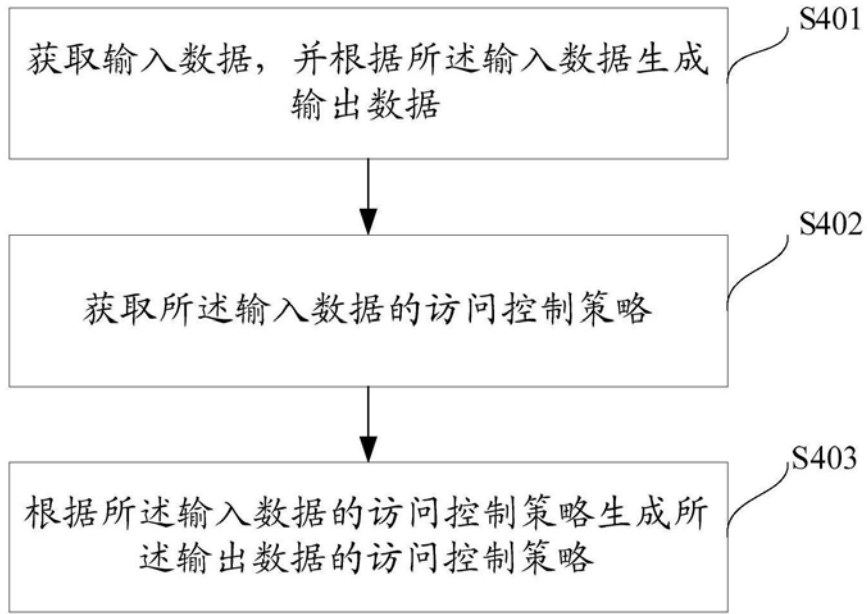 S401
获取输入数据，并根据所述输入数据生成
输出数据
S402
获取所述输入数据的访问控制策略
S403
根据所述输入数据的访问控制策略生成所
述输出数据的访问控制策略